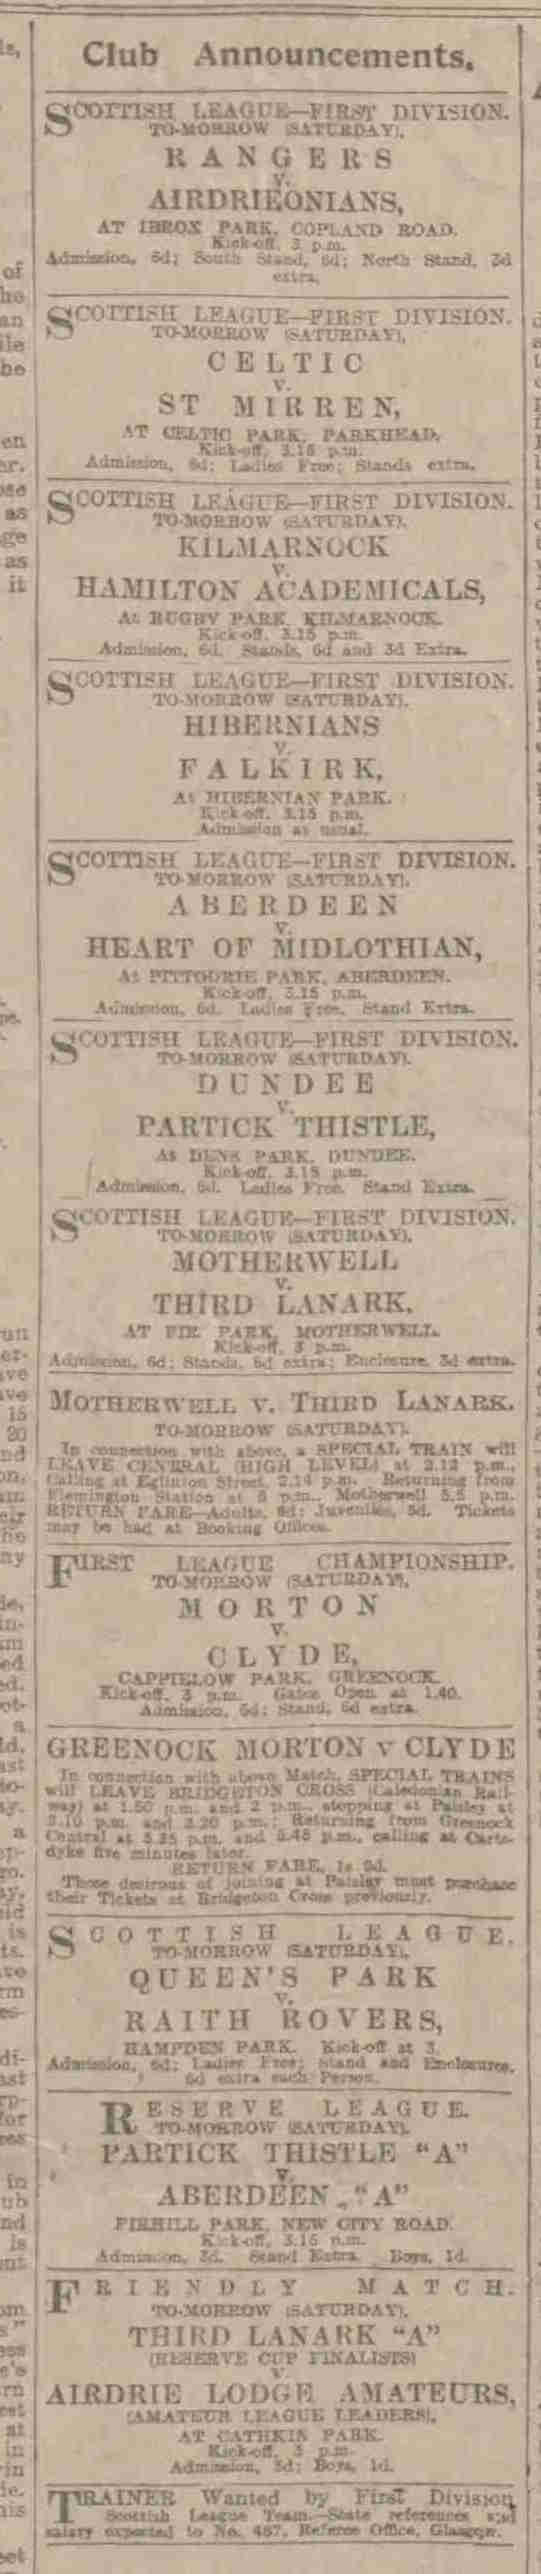 Club Announcements.
SCOTTISH LEAGUE—FIRST DIVISION.
TO-MORROW (SATURDAY),
RANGERS
v.
AIRDRIEONIANS,
AT IBROX PARK, COPLAND ROAD.
Kick-off, 3 p.m.
Admission, 6d; South Stand, 6d; North Stand, 3d
extra.
SCOTTISH LEAGUE—FIRST DIVISION.
TO-MORROW (SATURDAY),
CELTIC
v.
ST MIRREN,
AT CELTIC PARK, PARKHEAD,
Kick-off, 3.15 p.m.
Admission, 6d; Ladies Free; Stands extra.
SCOTTISH LEAGUE—FIRST DIVISION.
TO-MORROW (SATURDAY),
KILMARNOCK
v.
HAMILTON ACADEMICALS,
At RUGBY PARK, KILMARNOCK.
Kick-off, 3.15 p.m.
Admission, 6d. Stands, 6d and 3d Extra.
SCOTTISH LEAGUE—FIRST DIVISION.
TO-MORROW (SATURDAY),
HIBERNIANS
v.
FALKIRK,
At HIBERNIAN PARK.
Kick-off, 3.15 p.m.
Admission as usual.
SCOTTISH LEAGUE—FIRST DIVISION.
TO-MORROW (SATURDAY),
ABERDEEN
v.
HEART OF MIDLOTHIAN,
At PITTODRIE PARK, ABERDEEN.
Kick-off, 3.15 p.m.
Admission, 6d. Ladies Free. Stand Extra.
SCOTTISH LEAGUE—FIRST DIVISION.
TO-MORROW (SATURDAY),
DUNDEE
v.
PARTICK THISTLE,
At DENS PARK, DUNDEE.
Kick-off, 3.15 p.m.
Admission, 6d. Ladies Free. Stand Extra.
SCOTTISH LEAGUE—FIRST DIVISION.
TO-MORROW (SATURDAY),
MOTHERWELL
v.
THIRD LANARK,
AT FIR PARK, MOTHERWELL.
Kick-off, 3 p.m.
Admission, 6d; Stands, 6d extra; Enclosure, 3d extra.
MOTHERWELL V. THIRD LANARK.
TO-MORROW (SATURDAY).
In connection with above, a SPECIAL TRAIN will
LEAVE CENTRAL (HIGH LEVEL) at 2.12 p.m.,
Calling at Eglinton Street, 2.14 p.m. Returning from
Flemington Station at 5 p.m., Motherwell 5.5 p.m.
RETURN FARE—Adults, 9d; Juveniles, 5d. Tickets
may be had at Booking Offices.
FIRST LEAGUE CHAMPIONSHIP.
TO-MORROW (SATURDAY),
MORTON
v.
CLYDE,
CAPPIELOW PARK, GREENOCK.
Kick-off, 3 p.m. Gates Open at 1.40.
Admission, 6d; Stand, 6d extra.
GREENOCK MORTON v CLYDE
In connection with above Match, SPECIAL TRAINS
will LEAVE BRIDGETON CROSS (Caledonian Rail-
way) at 1.50 p.m. and 2 p.m., stopping at Paisley at
2.10 p.m. and 2.20 p.m.; Returning from Greenock
Central at 5.35 p.m. and 5.45 p.m., calling at Carts-
dyke five minutes later.
RETURN FARE, 1s 9d.
Those desirous of joining at Paisley must purchase
their Tickets at Bridgeton Cross previously.
SCOTTISH LEAGUE.
TO-MORROW (SATURDAY),
QUEEN'S PARK
v.
RAITH ROVERS,
HAMPDEN PARK. Kick-off at 3.
Admission, 6d; Ladies Free; Stand and Enclosures,
6d extra each Person.
RESERVE LEAGUE.
TO-MORROW (SATURDAY).
PARTICK THISTLE "A"
v.
ABERDEEN "A"
FIRHILL PARK, NEW CITY ROAD.
Kick-off, 3.15 p.m.
Admission, 3d. Stand Extra. Boys, 1d.
FRIENDLY MATCH.
TO-MORROW (SATURDAY),
THIRD LANARK "A"
(RESERVE CUP FINALISTS)
v.
AIRDRIE LODGE AMATEURS,
(AMATEUR LEAGUE LEADERS),
AT CATHKIN PARK.
Kick-off, 3 p.m.
Admission, 3d; Boys, 1d.
TRAINER Wanted by First Division
Scottish League Team.—State references and
salary expected to No. 467, Referee Office, Glasgow.